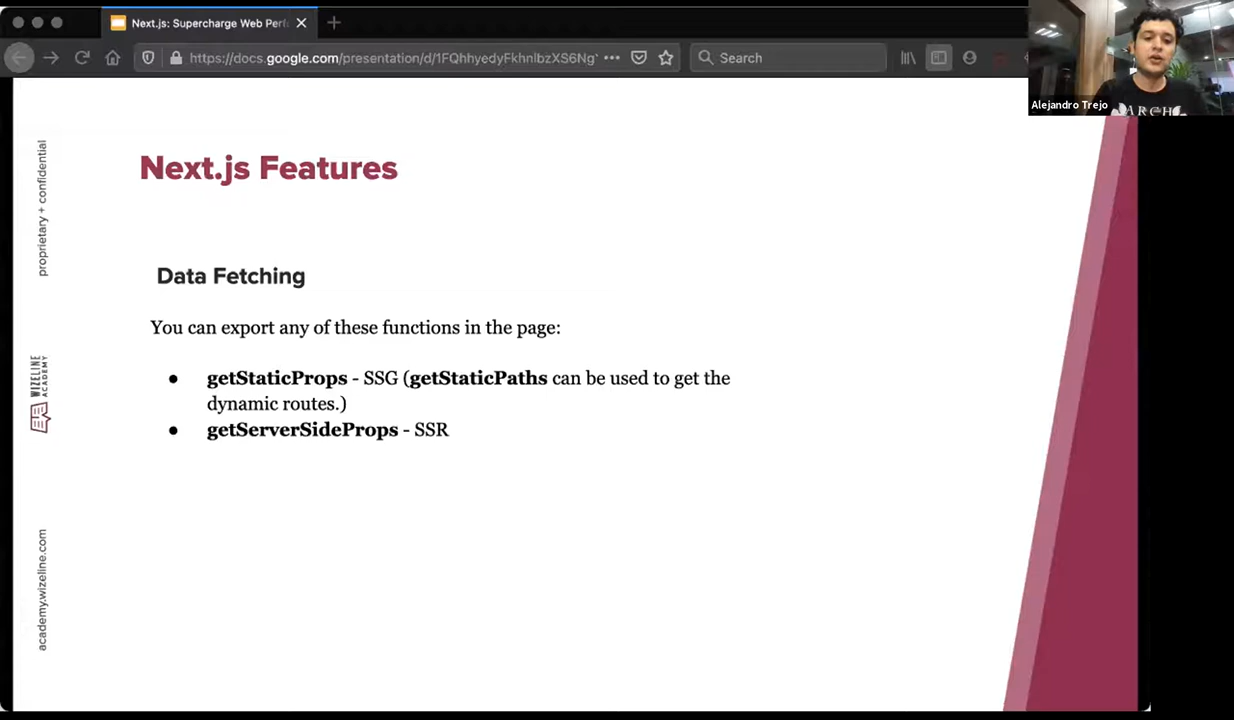 Next.js: Supercharge Web Perf
https://docs.google.com/presentation/d/1FQhhyedyFkhnlbzXS6Ng
Search
Alejandro Trejo
ARCH
proprietary + confidential
WIZELINE
ACADEMY
academy.wizeline.com
Next.js Features
Data Fetching
You can export any of these functions in the page:
● getStaticProps - SSG (getStaticPaths can be used to get the
dynamic routes.)
● getServerSideProps - SSR